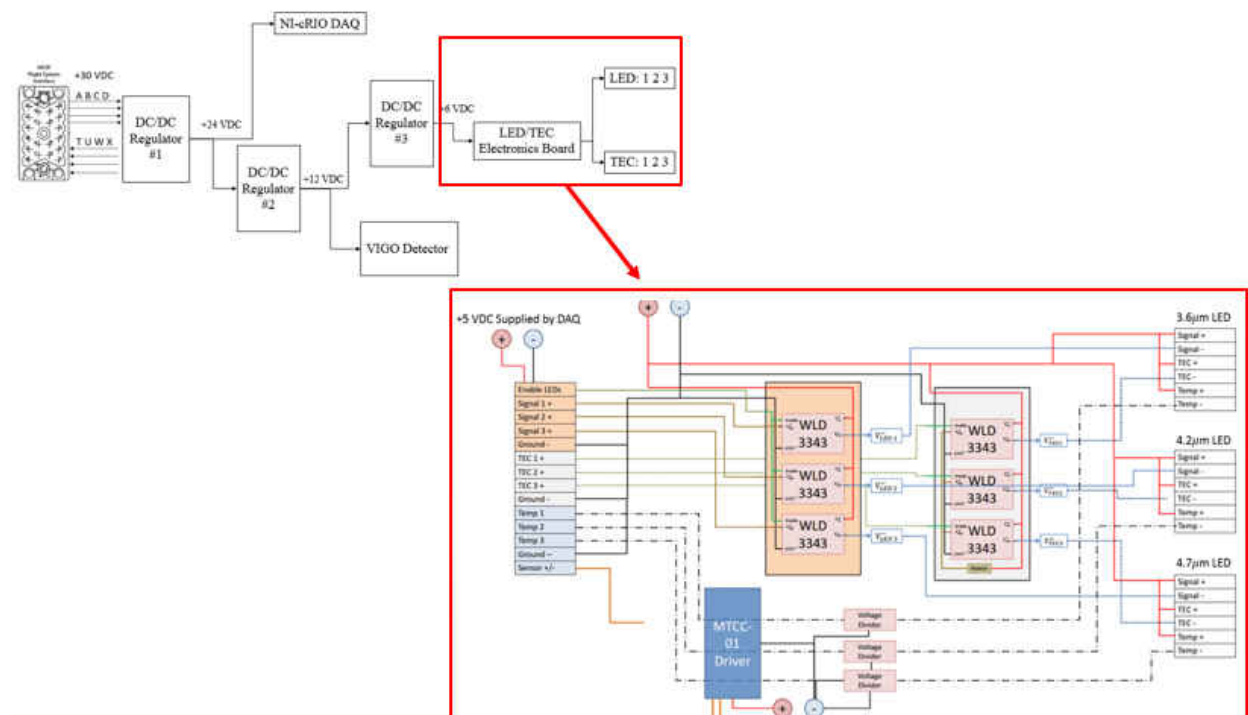 NI-cRIO DAQ
+30 VDC
A B C D
T U W X
DC/DC
Regulator
#1
+24 VDC
DC/DC
Regulator
#2
+12 VDC
DC/DC
Regulator
#3
+6 VDC
LED/TEC
Electronics Board
LED: 1 2 3
TEC: 1 2 3
VIGO Detector
+5 VDC Supplied by DAQ
+
-
+
-
Enable LEDs
Signal 1 +
Signal 2 +
Signal 3 +
Ground -
TEC 1 +
TEC 2 +
TEC 3 +
Ground -
Temp 1
Temp 2
Temp 3
Ground -
Sensor +/-
WLD
3343
WLD
3343
WLD
3343
WLD
3343
WLD
3343
WLD
3343
3.6μm LED
Signal +
Signal -
TEC +
TEC -
Temp +
Temp -
4.2μm LED
Signal +
Signal -
TEC +
TEC -
Temp +
Temp -
4.7μm LED
Signal +
Signal -
TEC +
TEC -
Temp +
Temp -
MTCC-
01
Driver
Voltage
Divider
Voltage
Divider
Voltage
Divider
+
-